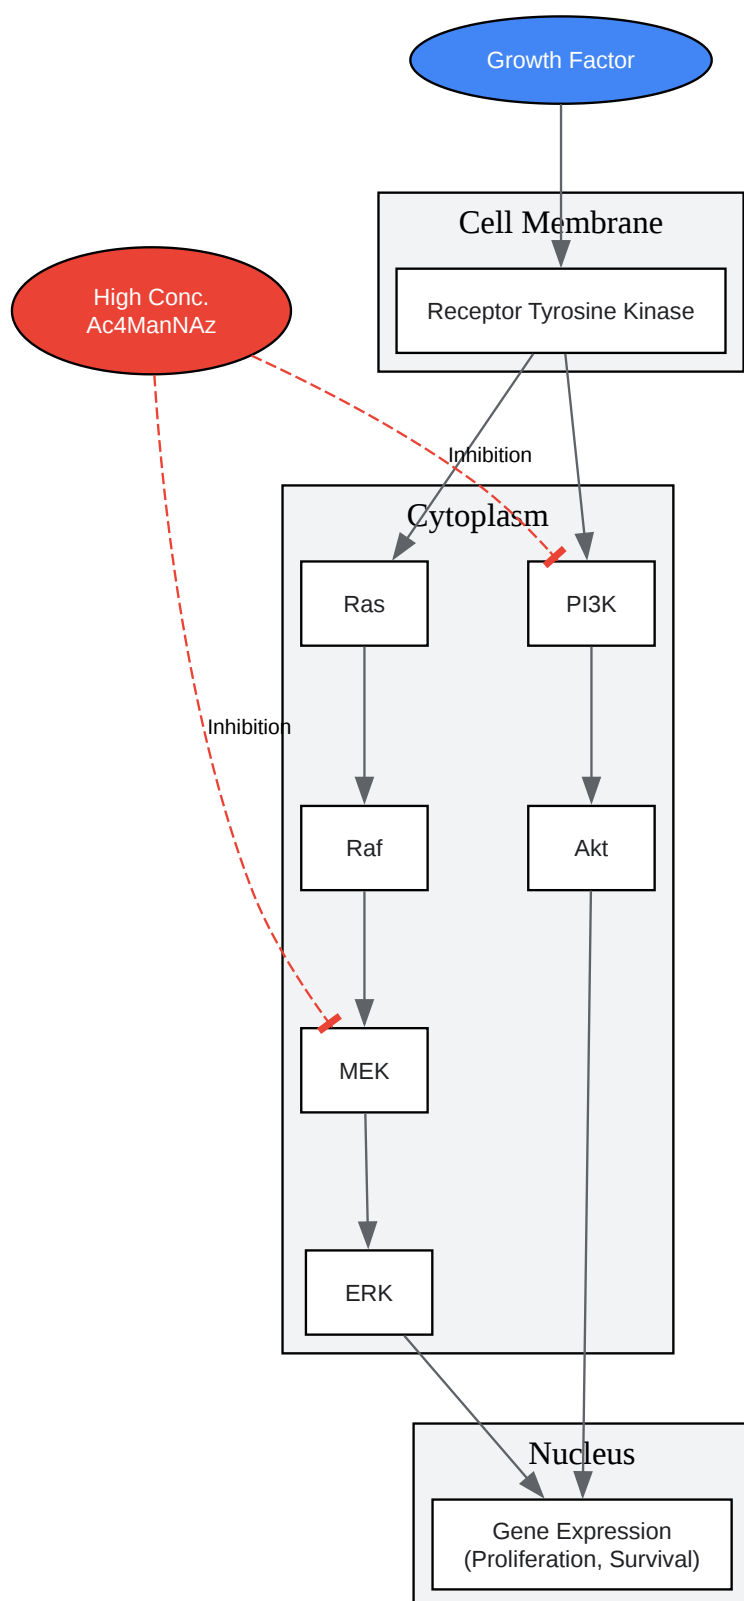 Growth Factor
Cell Membrane
High Conc.
Ac4ManNAz
Receptor Tyrosine Kinase
Inhibition
Cytoplasm
Ras
PI3K
Inhibition
Raf
Akt
MEK
ERK
Nucleus
Gene Expression
(Proliferation, Survival)